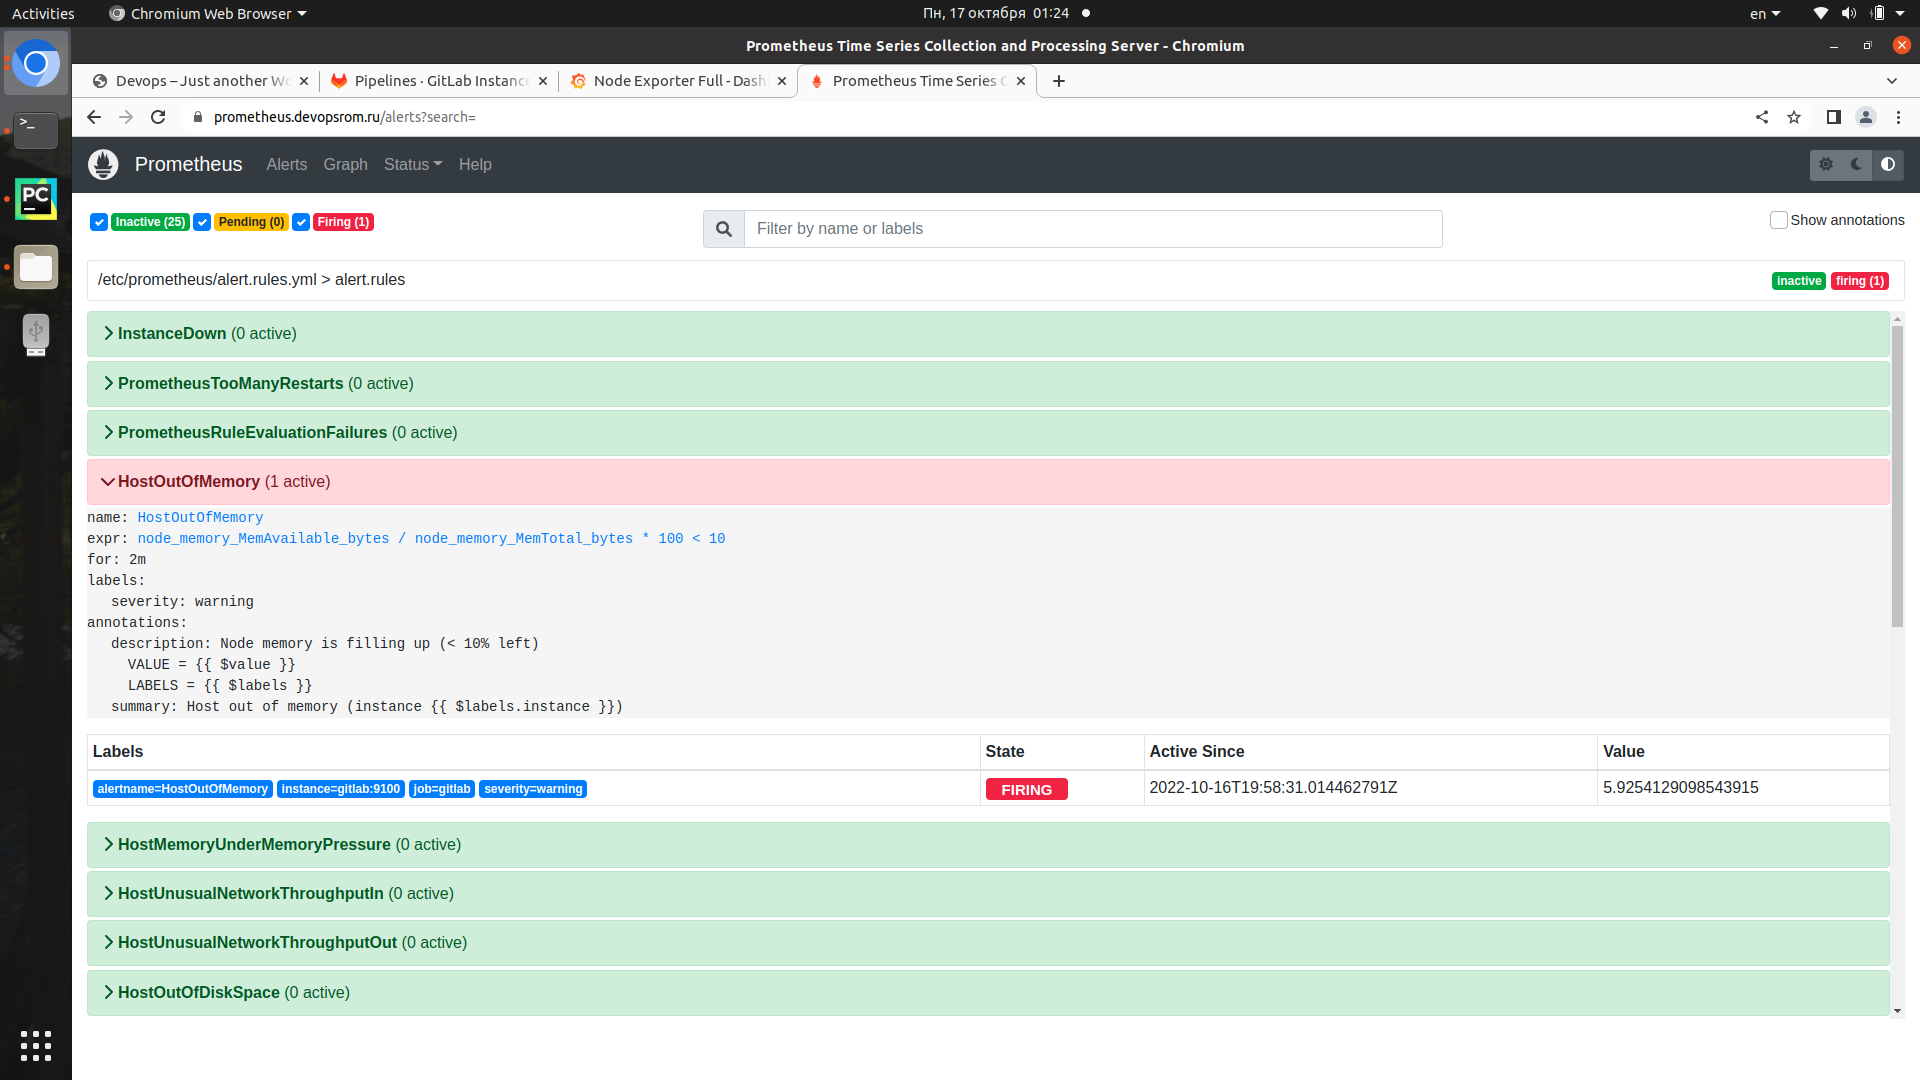 Activities
Chromium Web Browser
Пн, 17 октября 01:24
en
Prometheus Time Series Collection and Processing Server - Chromium
Devops – Just another Wo
Pipelines · GitLab Instance
Node Exporter Full - Dash
Prometheus Time Series C
prometheus.devopsrom.ru/alerts?search=
Prometheus
Alerts
Graph
Status
Help
Inactive (25)
Pending (0)
Firing (1)
Filter by name or labels
Show annotations
/etc/prometheus/alert.rules.yml > alert.rules
inactive
firing (1)
InstanceDown (0 active)
PrometheusTooManyRestarts (0 active)
PrometheusRuleEvaluationFailures (0 active)
HostOutOfMemory (1 active)
name: HostOutOfMemory
expr: node_memory_MemAvailable_bytes / node_memory_MemTotal_bytes * 100 < 10
for: 2m
labels:
severity: warning
annotations:
description: Node memory is filling up (< 10% left)
VALUE = {{ $value }}
LABELS = {{ $labels }}
summary: Host out of memory (instance {{ $labels.instance }})
Labels State Active Since Value
alertname=HostOutOfMemory instance=gitlab:9100 job=gitlab severity=warning FIRING 2022-10-16T19:58:31.014462791Z 5.9254129098543915
HostMemoryUnderMemoryPressure (0 active)
HostUnusualNetworkThroughputIn (0 active)
HostUnusualNetworkThroughputOut (0 active)
HostOutOfDiskSpace (0 active)
>_
PC